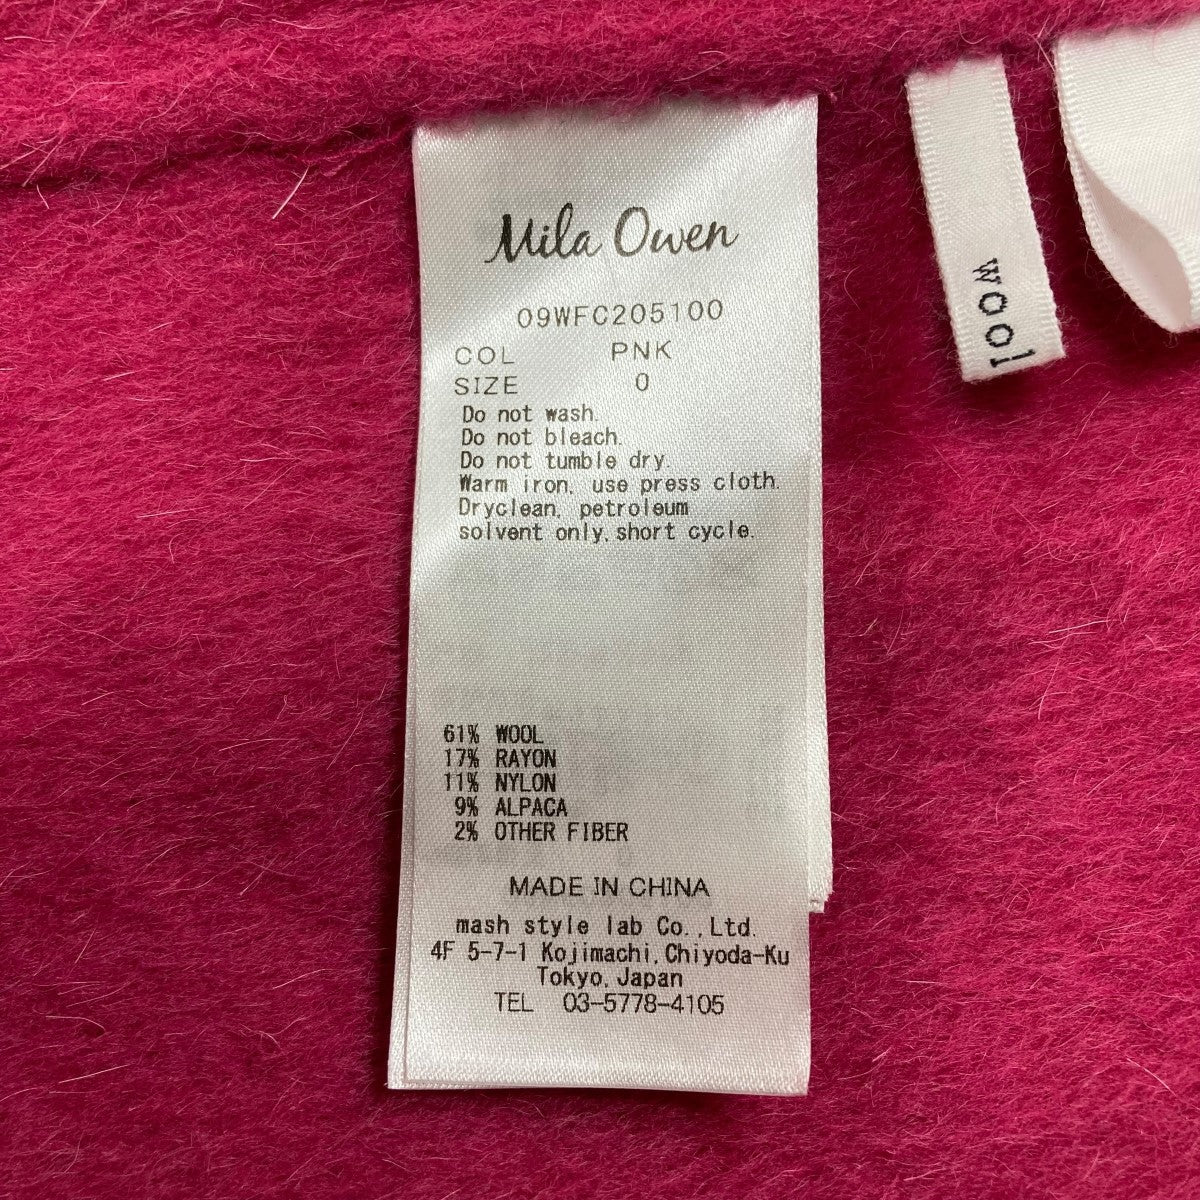 Mila Owen
09WFC205100
COL PNK
SIZE 0
Do not wash.
Do not bleach.
Do not tumble dry.
Warm iron, use press cloth.
Dryclean, petroleum
solvent only, short cycle.
61% WOOL
17% RAYON
11% NYLON
9% ALPACA
2% OTHER FIBER
MADE IN CHINA
mash style lab Co., Ltd.
4F 5-7-1 Kojimachi, Chiyoda-Ku
Tokyo, Japan
TEL 03-5778-4105
wool